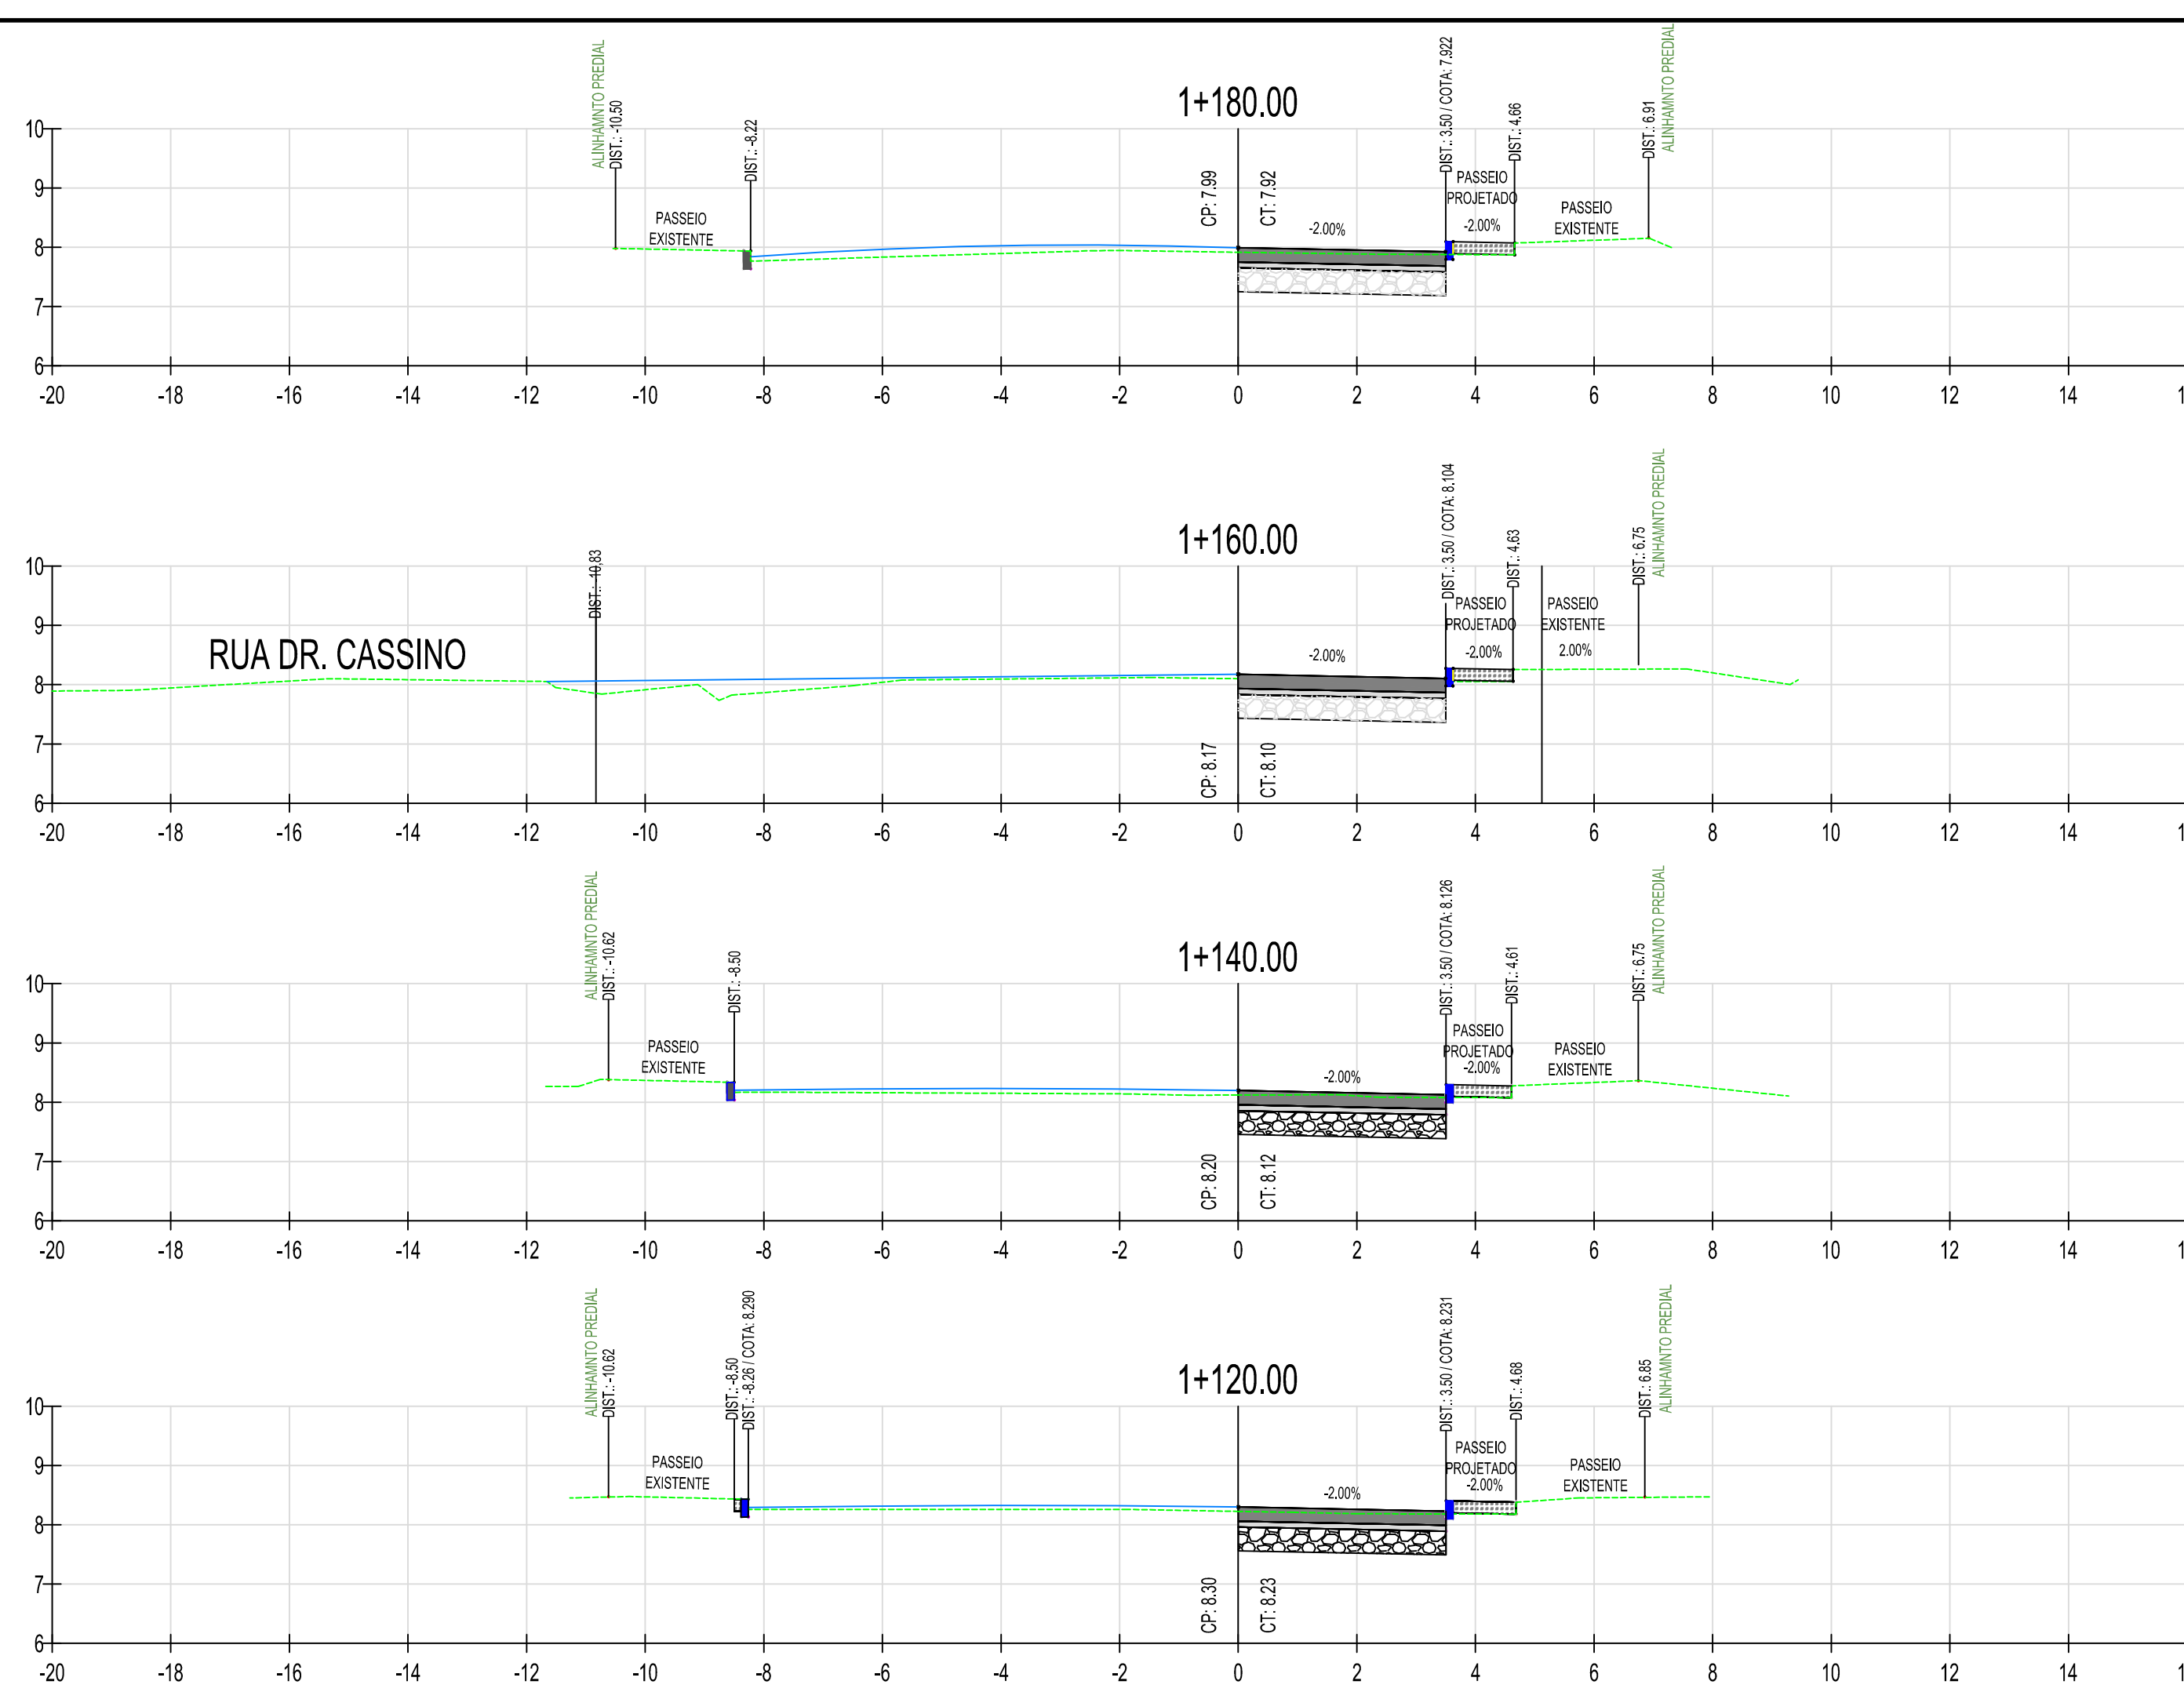 ALINHAMNTO PREDIAL
DIST.: -10.50
DIST.: -8.22
1+180.00
DIST.: 3.50 / COTA: 7.922
DIST.: 4.66
DIST.: 6.91
ALINHAMNTO PREDIAL
CP: 7.99
CT: 7.92
PASSEIO
EXISTENTE
-2.00%
PASSEIO
PROJETADO
-2.00%
PASSEIO
EXISTENTE
10
9
8
7
6
-20 -18 -16 -14 -12 -10 -8 -6 -4 -2 0 2 4 6 8 10 12 14
DIST.: -10,83
RUA DR. CASSINO
1+160.00
DIST.: 3.50 / COTA: 8.104
DIST.: 4.63
DIST.: 6.75
ALINHAMNTO PREDIAL
-2.00%
PASSEIO
PROJETADO
-2.00%
PASSEIO
EXISTENTE
2.00%
CP: 8.17
CT: 8.10
10
9
8
7
6
-20 -18 -16 -14 -12 -10 -8 -6 -4 -2 0 2 4 6 8 10 12 14
ALINHAMNTO PREDIAL
DIST.: -10.62
DIST.: -8.50
1+140.00
DIST.: 3.50 / COTA: 8.126
DIST.: 4.61
DIST.: 6.75
ALINHAMNTO PREDIAL
PASSEIO
EXISTENTE
-2.00%
PASSEIO
PROJETADO
-2.00%
PASSEIO
EXISTENTE
CP: 8.20
CT: 8.12
10
9
8
7
6
-20 -18 -16 -14 -12 -10 -8 -6 -4 -2 0 2 4 6 8 10 12 14
ALINHAMNTO PREDIAL
DIST.: -10.62
DIST.: -8.50
DIST.: -8.26 / COTA: 8.290
1+120.00
DIST.: 3.50 / COTA: 8.231
DIST.: 4.68
DIST.: 6.85
ALINHAMNTO PREDIAL
PASSEIO
EXISTENTE
-2.00%
PASSEIO
PROJETADO
-2.00%
PASSEIO
EXISTENTE
CP: 8.30
CT: 8.23
10
9
8
7
6
-20 -18 -16 -14 -12 -10 -8 -6 -4 -2 0 2 4 6 8 10 12 14